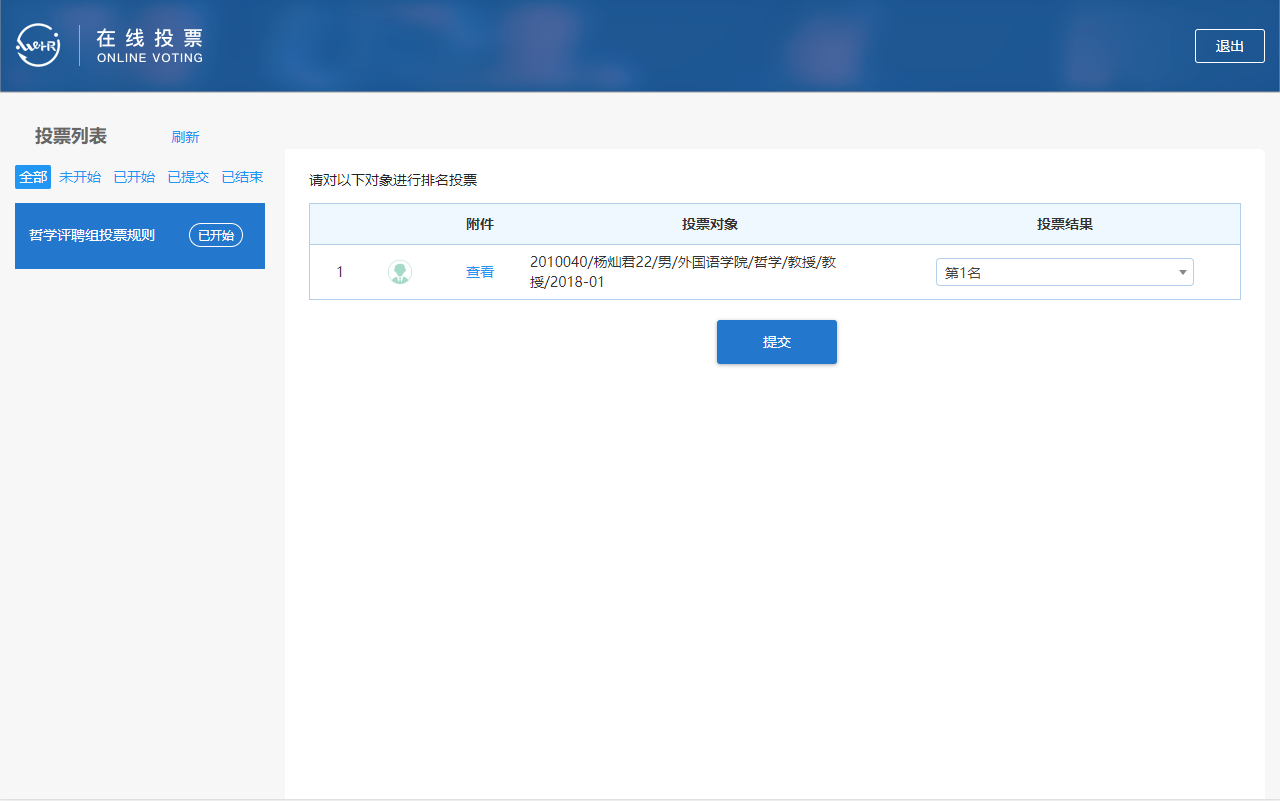 WeHR
在线投票
ONLINE VOTING
退出
投票列表 刷新
全部 未开始 已开始 已提交 已结束
哲学评聘组投票规则 已开始
请对以下对象进行排名投票
附件 投票对象 投票结果
1 查看 2010040/杨灿君22/男/外国语学院/哲学/教授/教
授/2018-01 第1名
提交